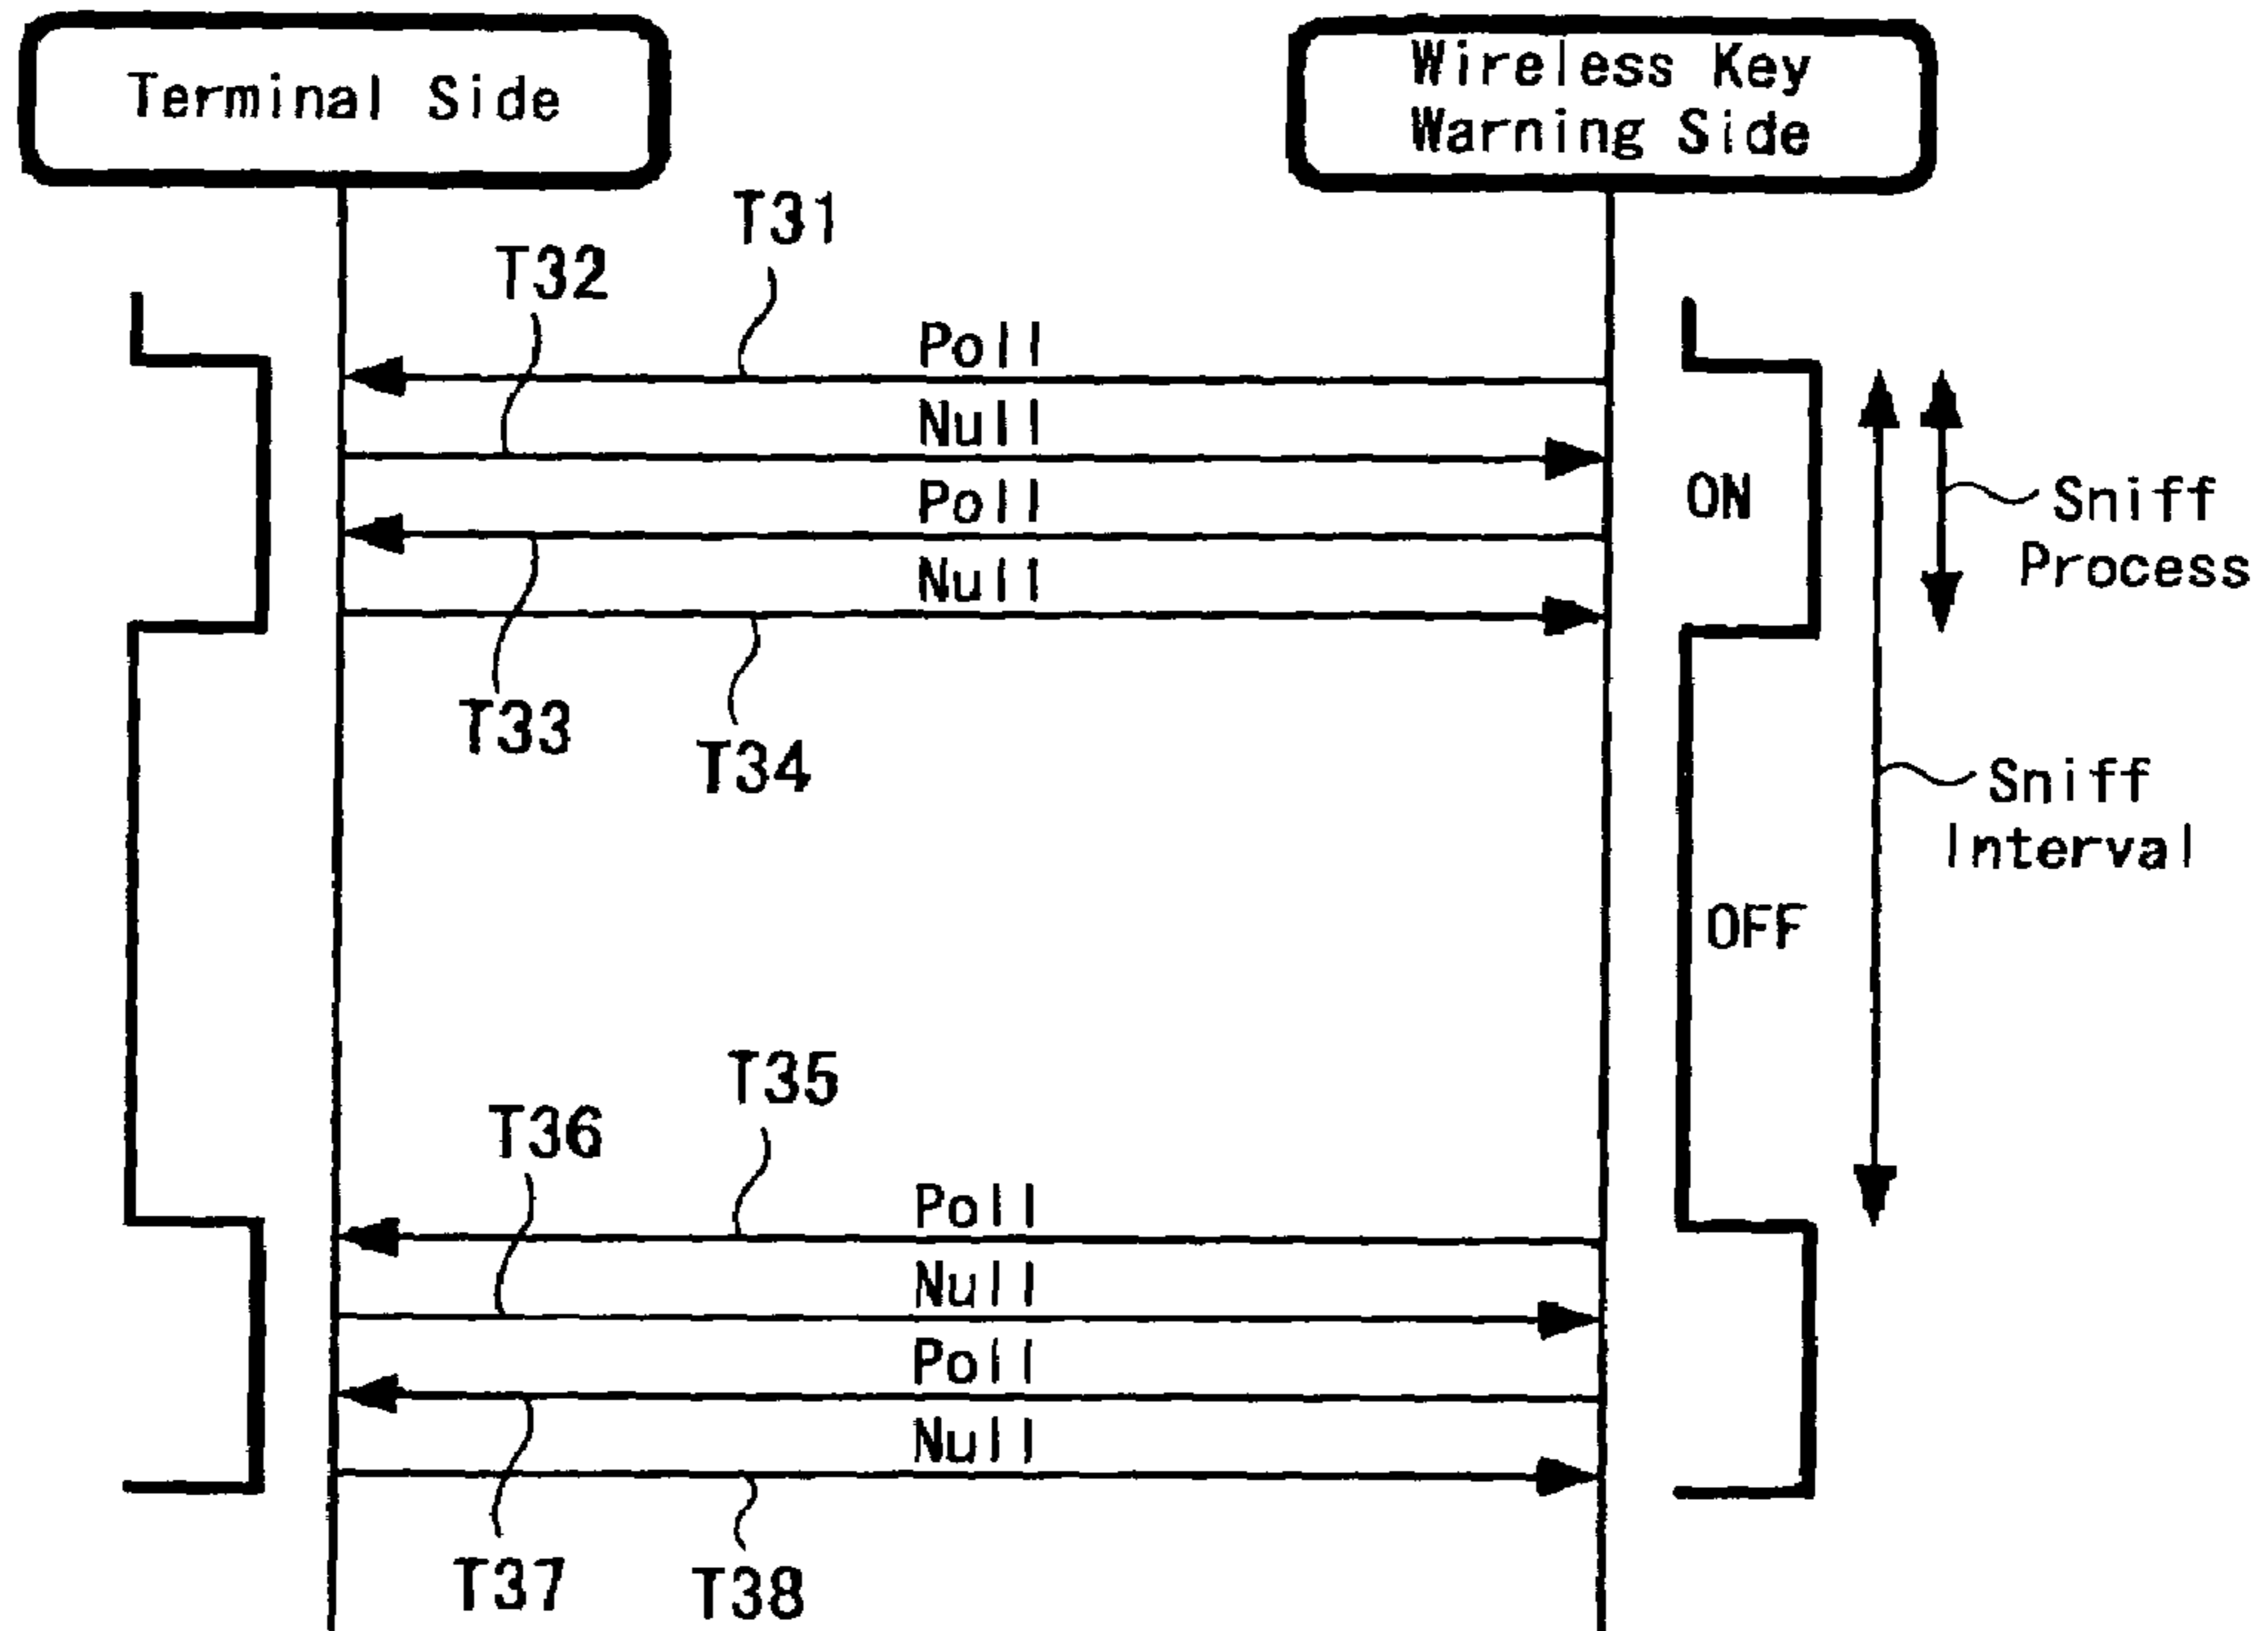 Terminal Side
Wireless Key
Warning Side
T31
T32
Poll
Null
Poll
Null
ON
Sniff
Process
T33
T34
Sniff
Interval
OFF
T35
T36
Poll
Null
Poll
Null
T37
T38